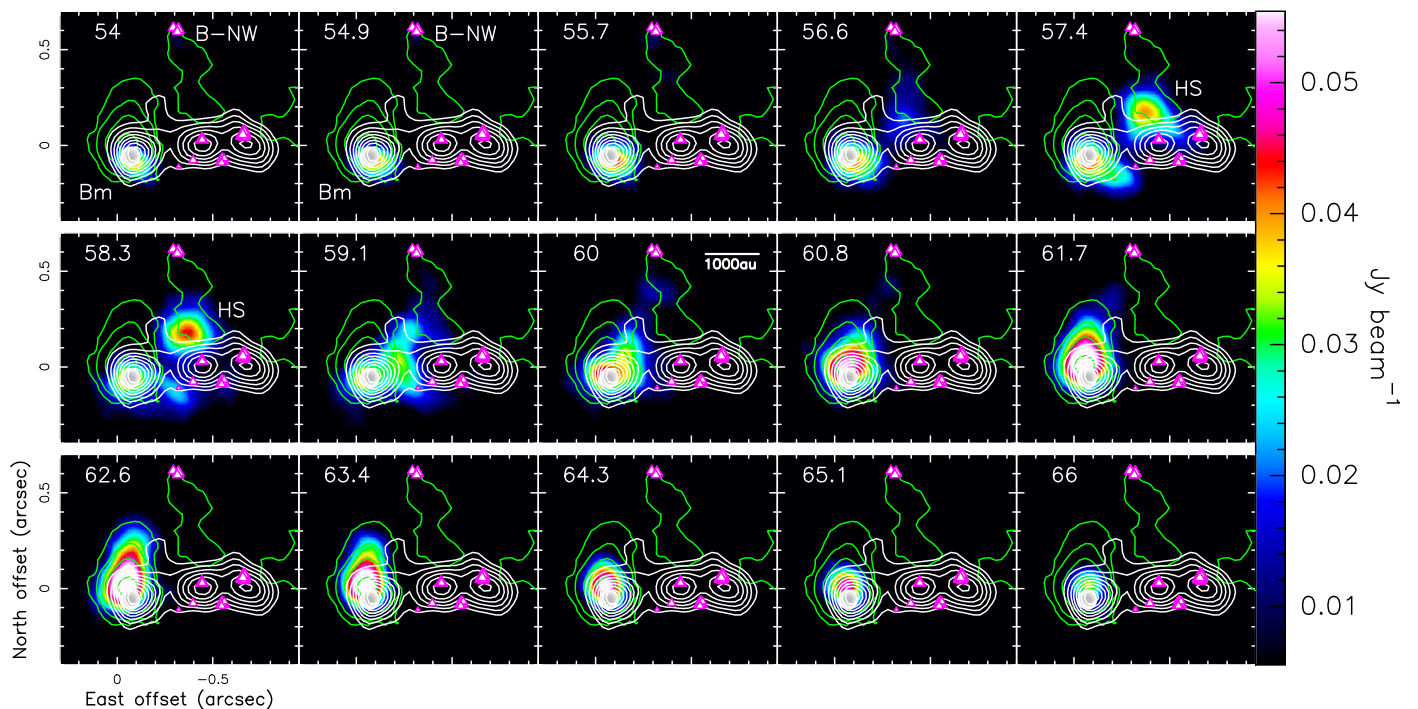 54 B-NW 54.9 B-NW 55.7 56.6 57.4
0.5
HS
0.05
0
Bm Bm
0.04
58.3 59.1 60 60.8 61.7
1000au
0.5
HS
0.03
0
Jy beam⁻¹
62.6 63.4 64.3 65.1 66
0.02
0.5
0
0.01
North offset (arcsec)
0 -0.5
East offset (arcsec)